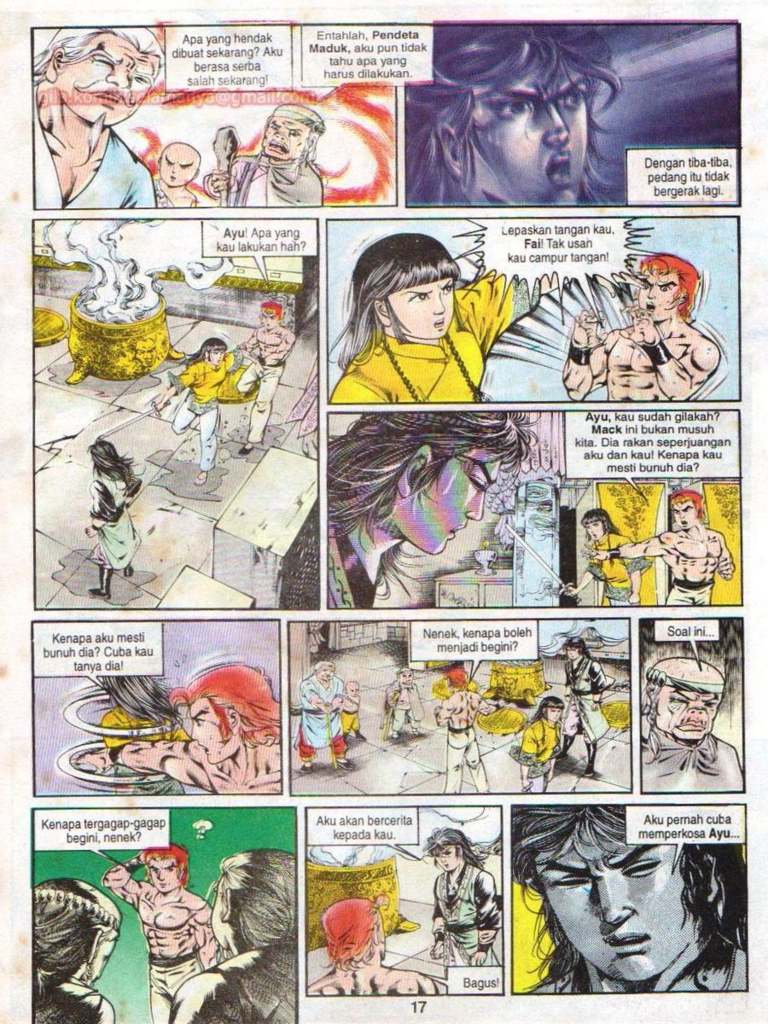 Apa yang hendak
dibuat sekarang? Aku
berasa serba
salah sekarang!
Entahlah, Pendeta
Maduk, aku pun tidak
tahu apa yang
harus dilakukan.
Dengan tiba-tiba,
pedang itu tidak
bergerak lagi.
Ayu! Apa yang
kau lakukan hah?
Lepaskan tangan kau,
Fai! Tak usah
kau campur tangan!
Ayu, kau sudah gilakah?
Mack ini bukan musuh
kita. Dia rakan seperjuangan
aku dan kau! Kenapa kau
mesti bunuh dia?
Kenapa aku mesti
bunuh dia? Cuba kau
tanya dia!
Nenek, kenapa boleh
menjadi begini?
Soal ini...
Kenapa tergagap-gagap
begini, nenek?
Aku akan bercerita
kepada kau.
Bagus!
Aku pernah cuba
memperkosa Ayu...
17